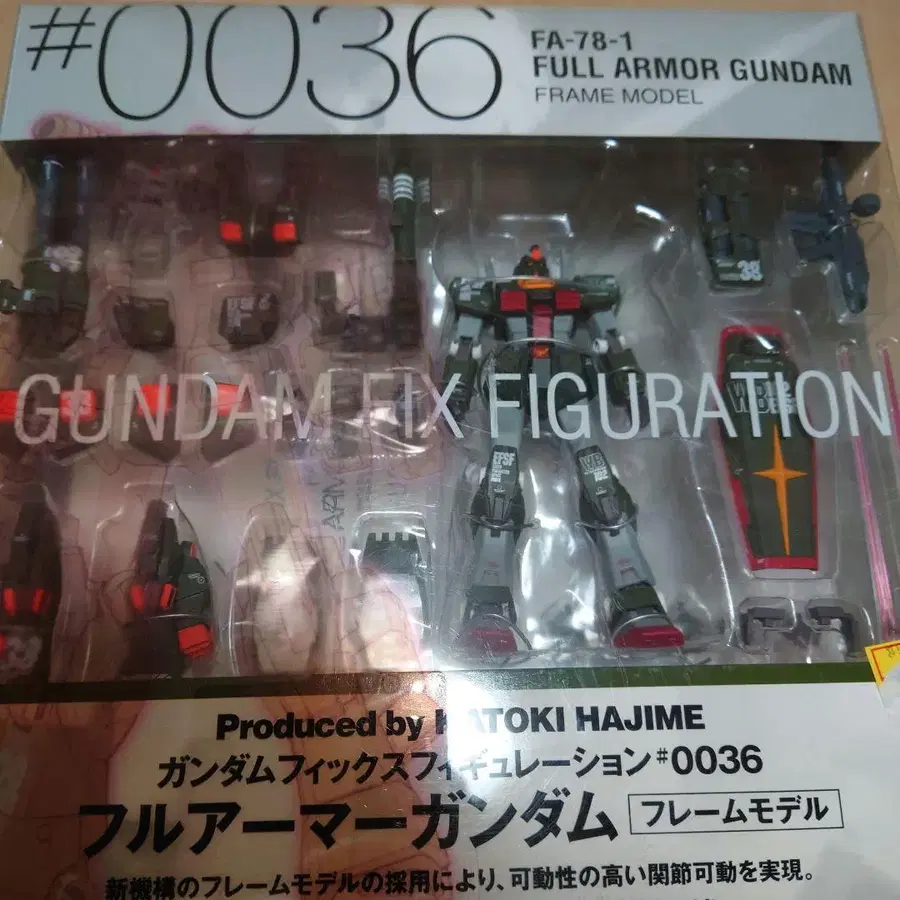 #0036
FA-78-1
FULL ARMOR GUNDAM
FRAME MODEL
38
EFSF
GUNDAM FIX FIGURATION
EFSF
WB
Produced by KATOKI HAJIME
ガンダムフィックスフィギュレーション#0036
フルアーマーガンダム フレームモデル
新機構のフレームモデルの採用により、可動性の高い関節可動を実現。